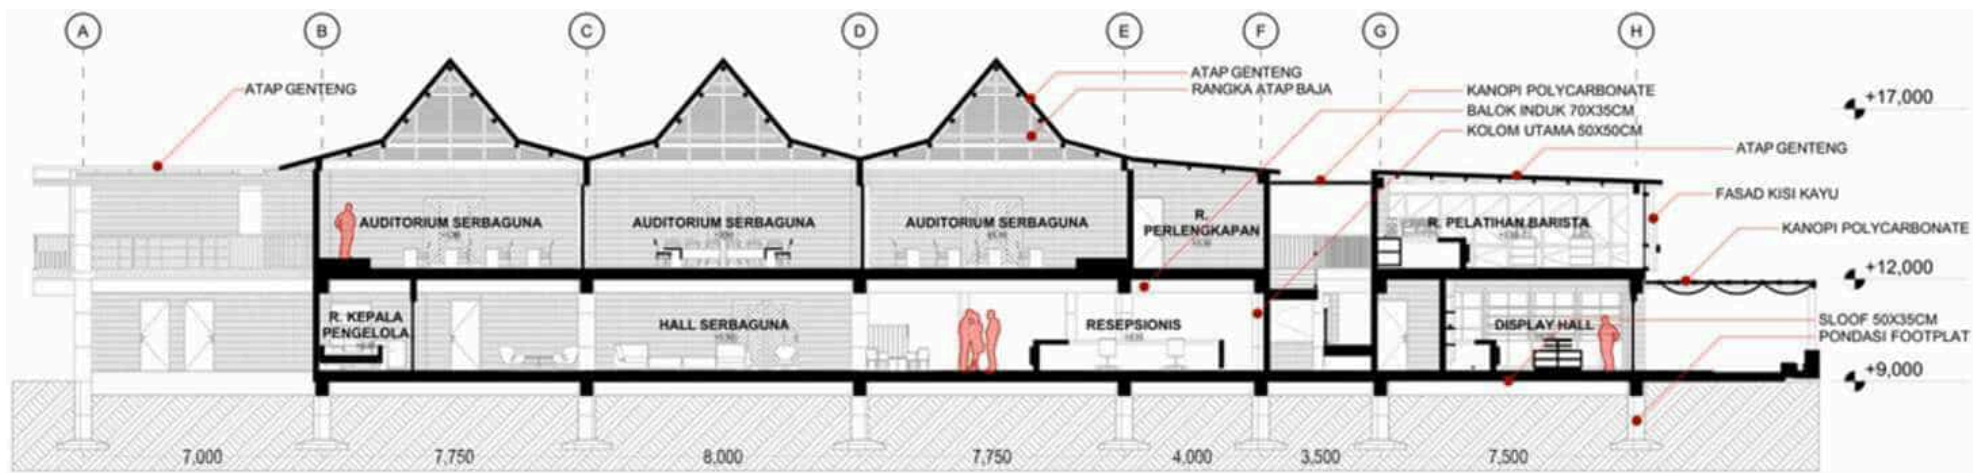 A B C D E F G H
ATAP GENTENG
ATAP GENTENG
RANGKA ATAP BAJA
KANOPI POLYCARBONATE
BALOK INDUK 70X35CM
KOLOM UTAMA 50X50CM
+17,000
ATAP GENTENG
FASAD KISI KAYU
KANOPI POLYCARBONATE
AUDITORIUM SERBAGUNA
AUDITORIUM SERBAGUNA
AUDITORIUM SERBAGUNA
R.
PERLENGKAPAN
R. PELATIHAN BARISTA
+12,000
R. KEPALA
PENGELOLA
HALL SERBAGUNA
RESEPSIONIS
DISPLAY HALL
SLOOF 50X35CM
PONDASI FOOTPLAT
+9,000
7,000 7,750 8,000 7,750 4.000 3.500 7,500